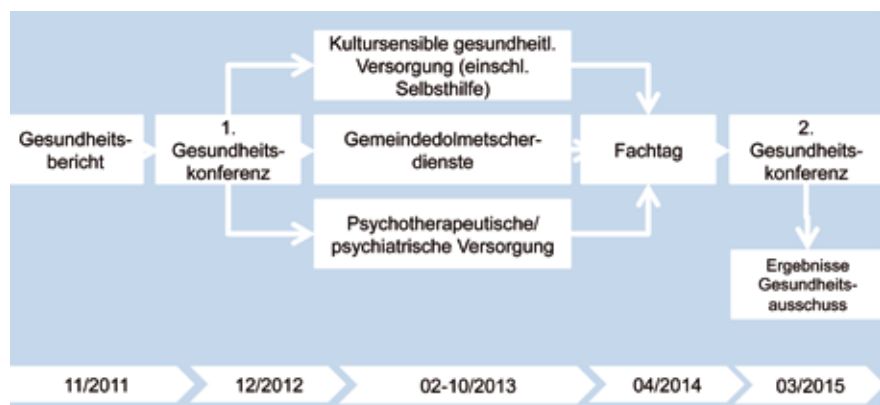 Kultursensible gesundheitl.
Versorgung (einschl.
Selbsthilfe)
Gesundheits-
bericht
1.
Gesundheits-
konferenz
Gemeindedolmetscher-
dienste
Fachtag
2.
Gesundheits-
konferenz
Psychotherapeutische/
psychiatrische Versorgung
Ergebnisse
Gesundheits-
ausschuss
11/2011
12/2012
02-10/2013
04/2014
03/2015